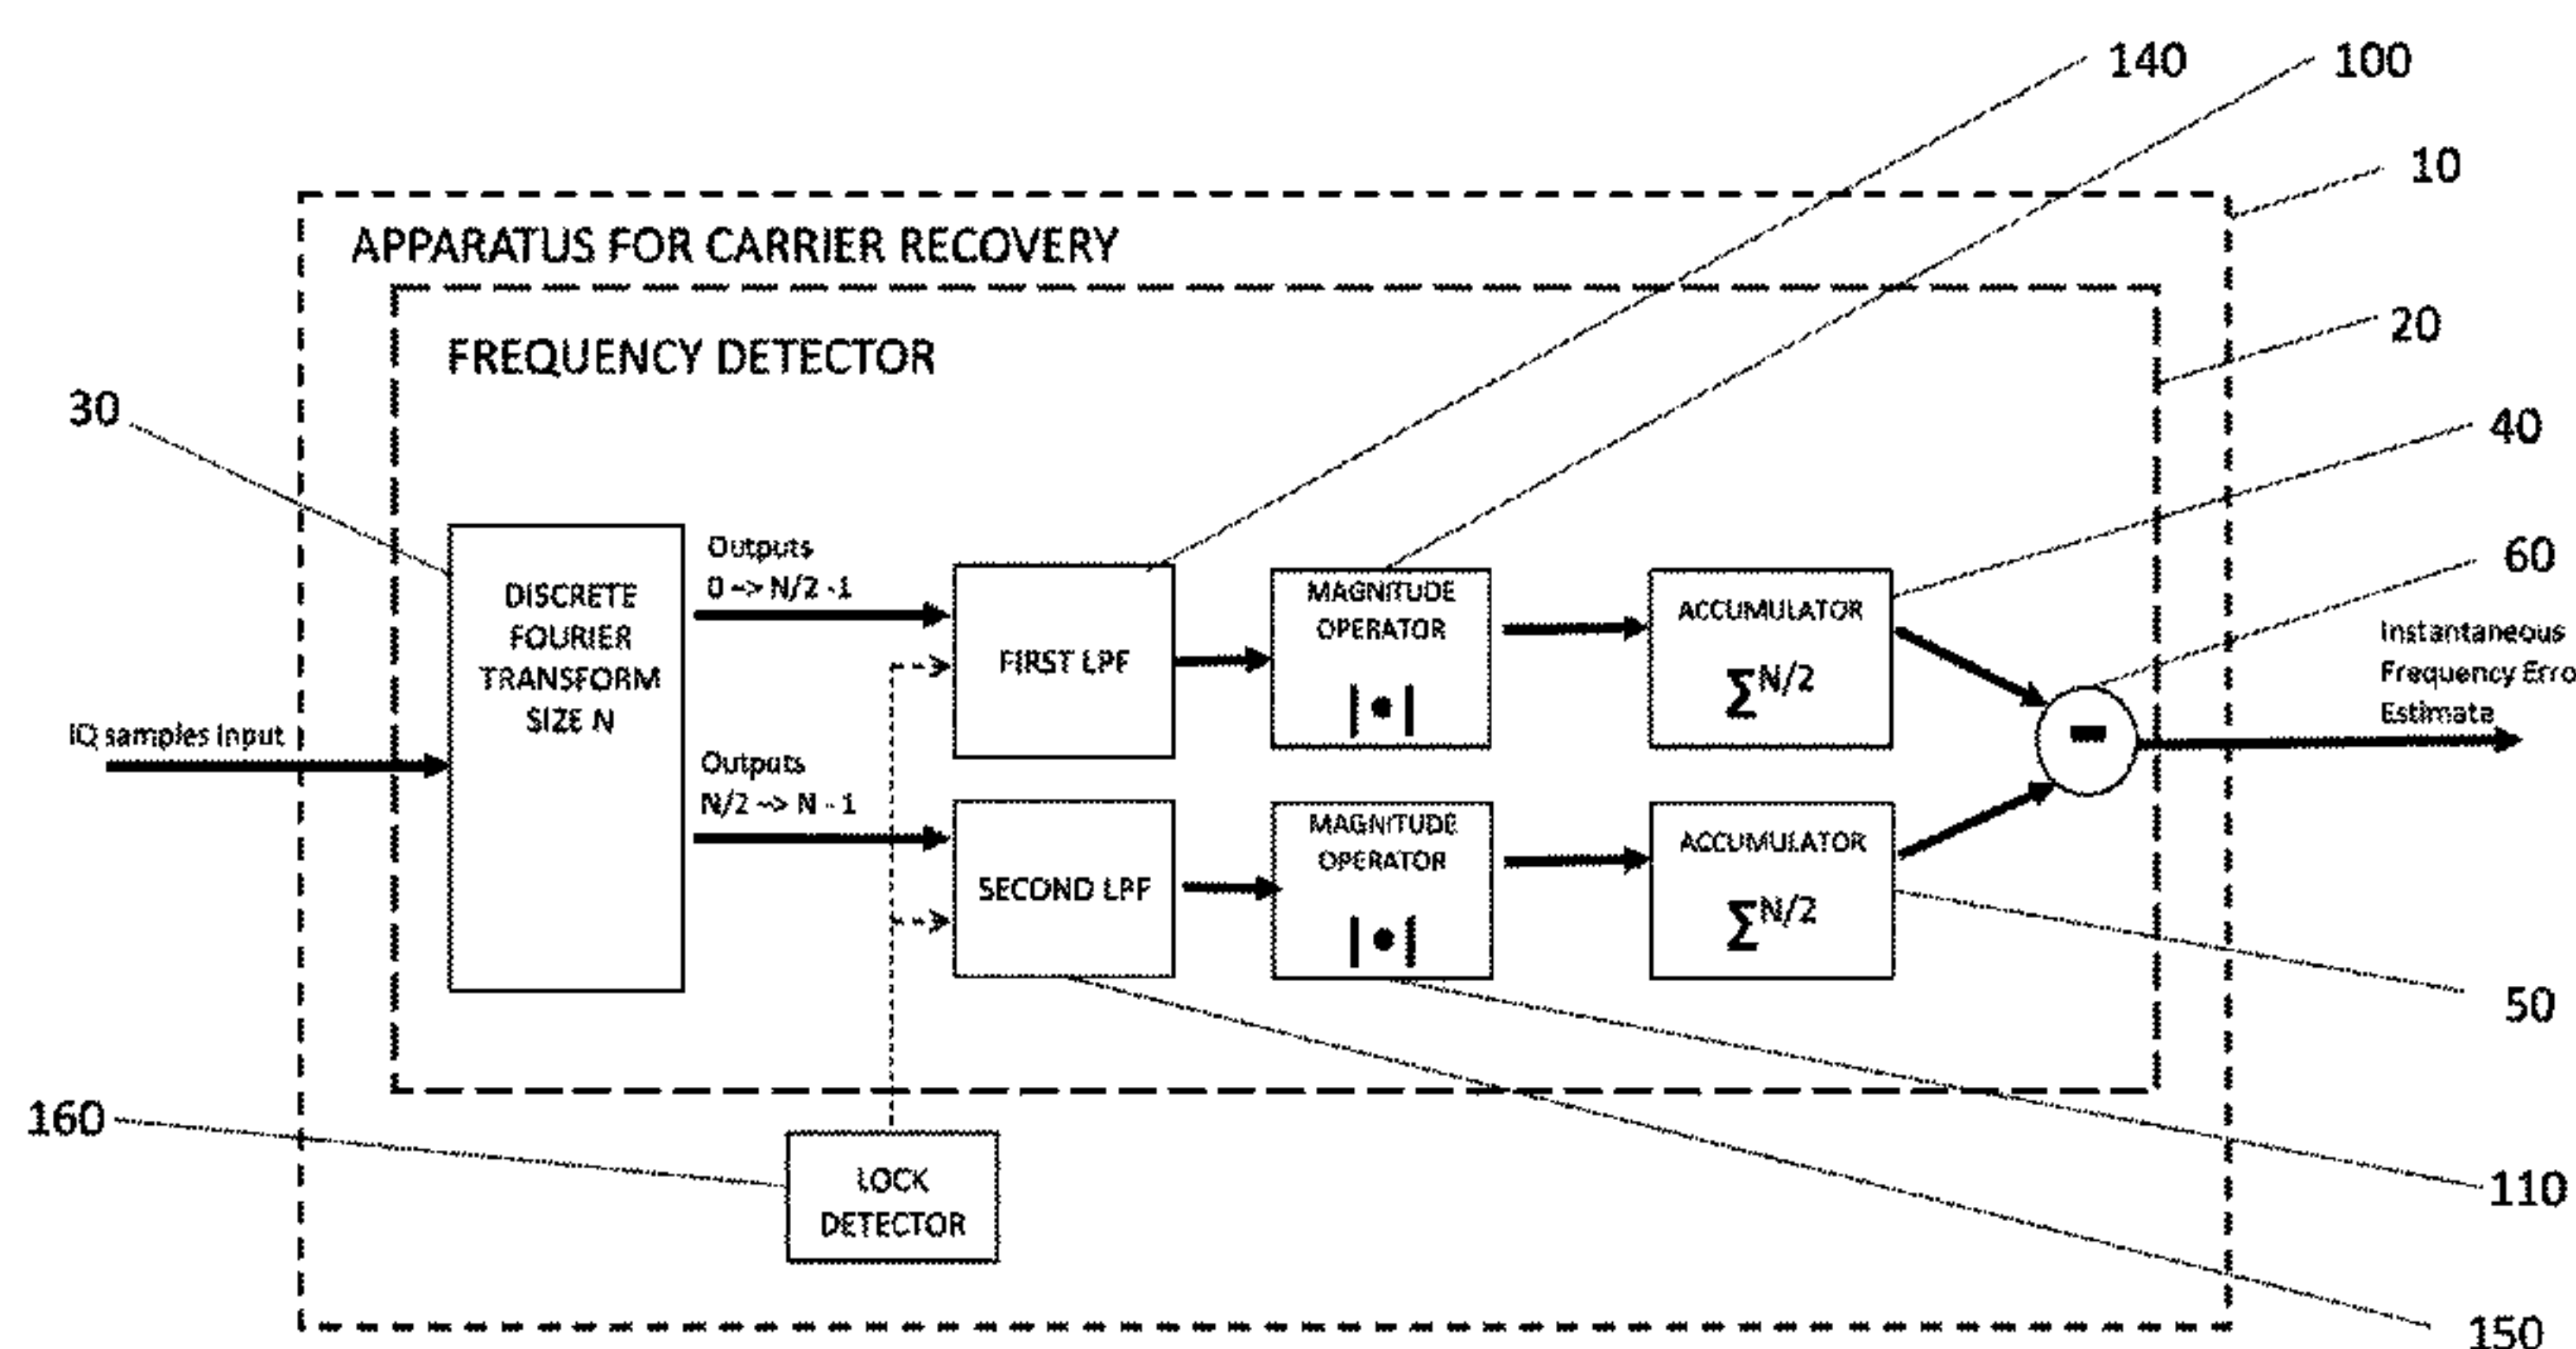 140
100
10
APPARATUS FOR CARRIER RECOVERY
20
FREQUENCY DETECTOR
30
40
60
Outputs
0 -> N/2 -1
DISCRETE
FOURIER
TRANSFORM
SIZE N
FIRST LPF
MAGNITUDE
OPERATOR
|•|
ACCUMULATOR
∑N/2
Instantaneous
Frequency Erro
Estimate
-
IQ samples Input
Outputs
N/2 -> N - 1
SECOND LPF
MAGNITUDE
OPERATOR
|•|
ACCUMULATOR
∑N/2
50
160
LOCK
DETECTOR
110
150